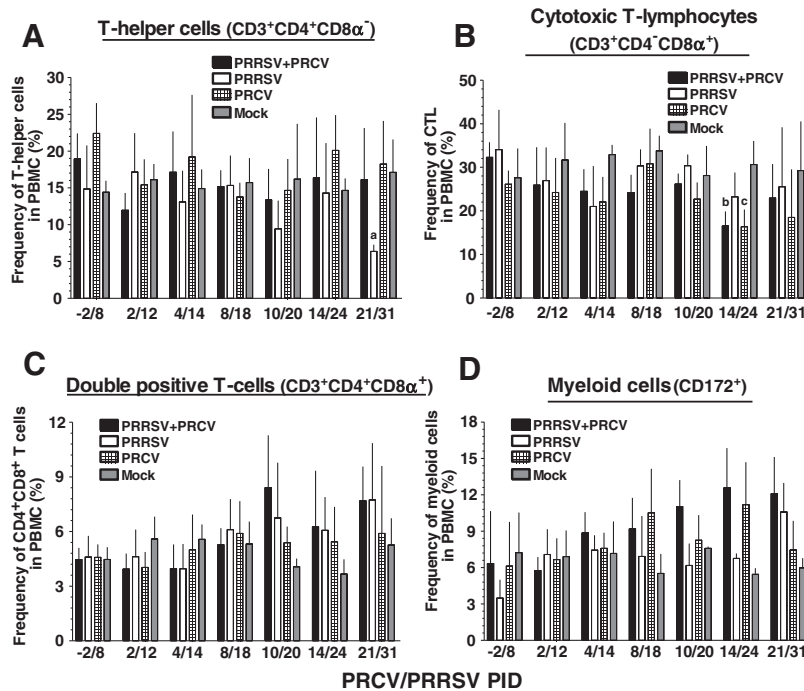 A
T-helper cells (CD3⁺CD4⁺CD8α⁻)
PRRSV+PRCV
PRRSV
PRCV
Mock
Frequency of T-helper cells
in PBMC (%)
35
30
25
20
15
10
5
0
a
-2/8 2/12 4/14 8/18 10/20 14/24 21/31
B
Cytotoxic T-lymphocytes
(CD3⁺CD4⁻CD8α⁺)
PRRSV+PRCV
PRRSV
PRCV
Mock
Frequency of CTL
in PBMC (%)
50
40
30
20
10
0
b c
-2/8 2/12 4/14 8/18 10/20 14/24 21/31
C
Double positive T-cells (CD3⁺CD4⁺CD8α⁺)
PRRSV+PRCV
PRRSV
PRCV
Mock
Frequency of CD4⁺CD8⁺ T cells
in PBMC (%)
12
9
6
4
3
0
-2/8 2/12 4/14 8/18 10/20 14/24 21/31
D
Myeloid cells (CD172⁺)
PRRSV+PRCV
PRRSV
PRCV
Mock
Frequency of myeloid cells
in PBMC (%)
18
15
12
9
6
3
0
-2/8 2/12 4/14 8/18 10/20 14/24 21/31
PRCV/PRRSV PID